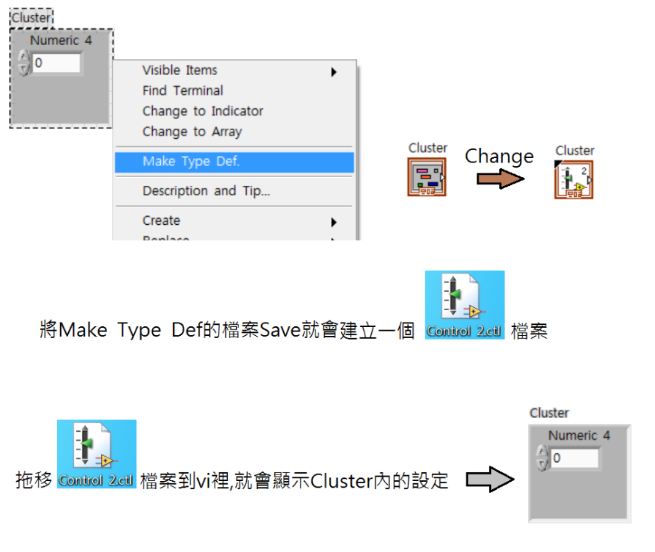 Cluster
Numeric 4
0
Visible Items
Find Terminal
Change to Indicator
Change to Array
Make Type Def.
Description and Tip...
Create
Replace
Cluster
Change
Cluster
2
將Make Type Def的檔案Save就會建立一個 Control 2.ctl 檔案
拖移 Control 2.ctl 檔案到vi裡,就會顯示Cluster內的設定
Cluster
Numeric 4
0